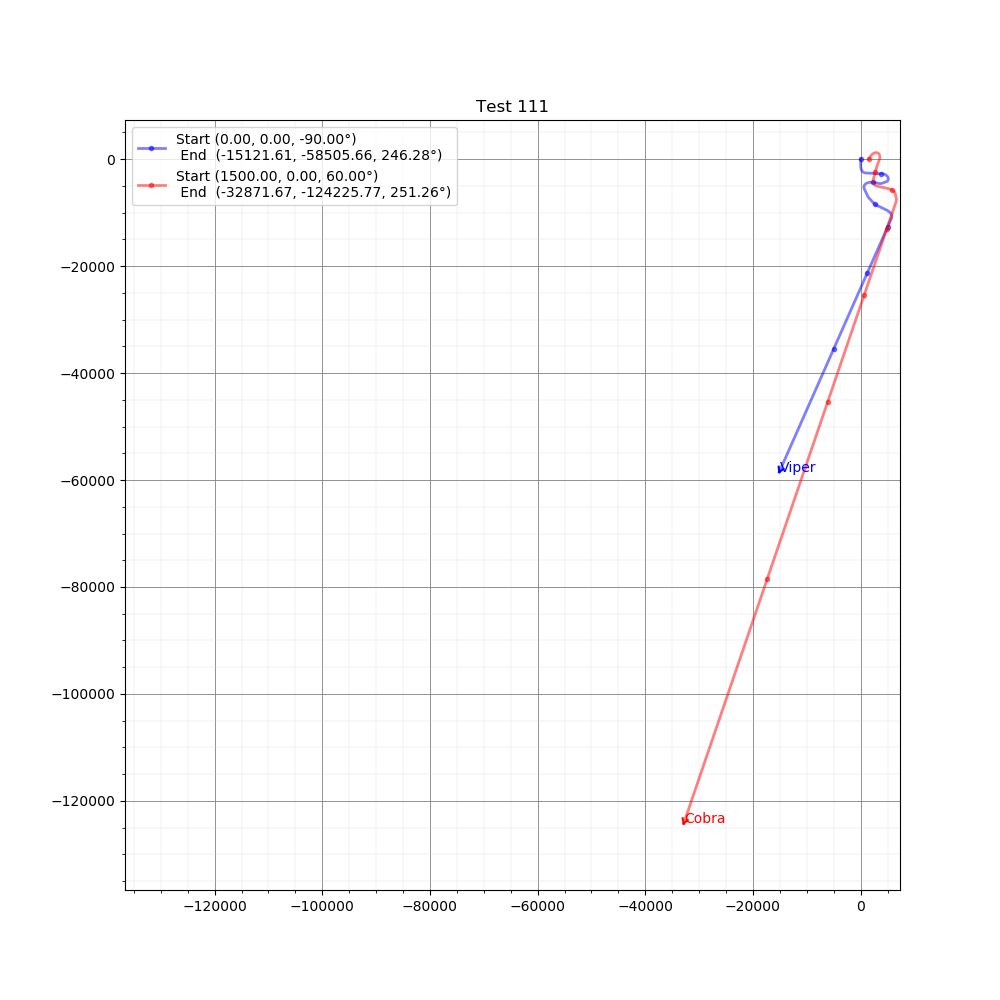 Test 111
Start (0.00, 0.00, -90.00°)
End (-15121.61, -58505.66, 246.28°)
Start (1500.00, 0.00, 60.00°)
End (-32871.67, -124225.77, 251.26°)
0
−20000
−40000
−60000
−80000
−100000
−120000
Viper
Cobra
−120000 −100000 −80000 −60000 −40000 −20000 0